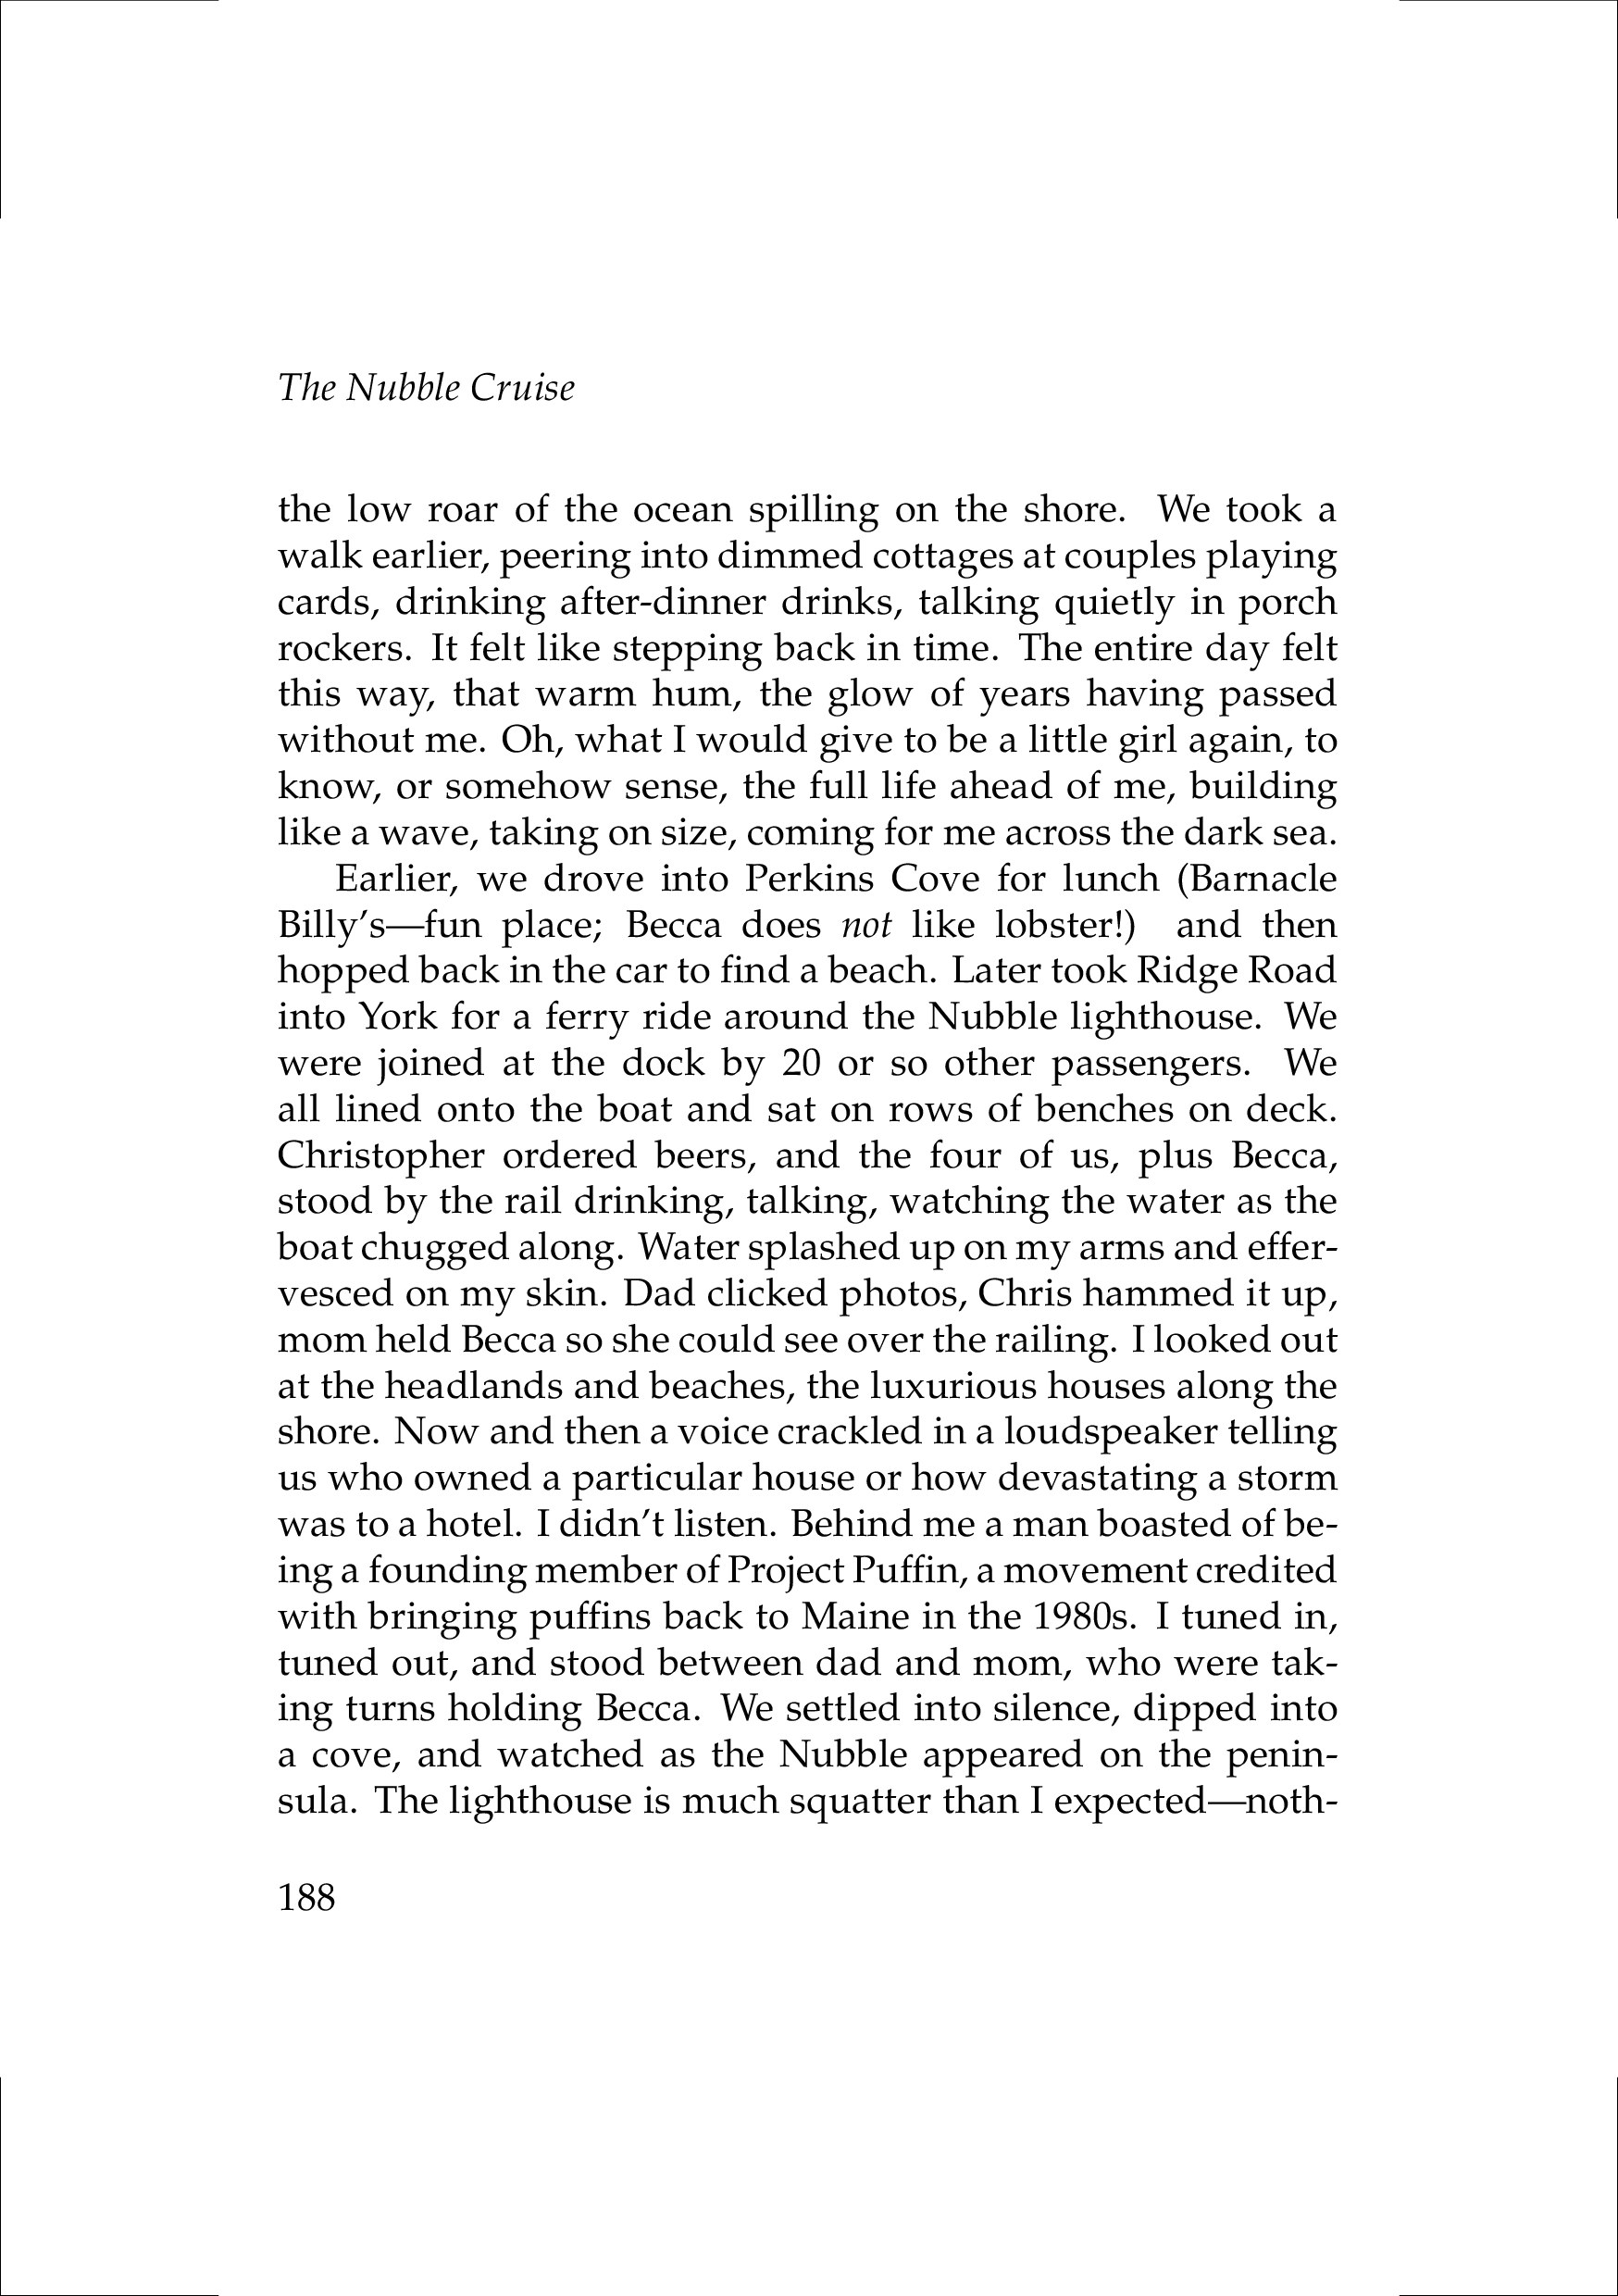 The Nubble Cruise
the low roar of the ocean spilling on the shore. We took a
walk earlier, peering into dimmed cottages at couples playing
cards, drinking after-dinner drinks, talking quietly in porch
rockers. It felt like stepping back in time. The entire day felt
this way, that warm hum, the glow of years having passed
without me. Oh, what I would give to be a little girl again, to
know, or somehow sense, the full life ahead of me, building
like a wave, taking on size, coming for me across the dark sea.
Earlier, we drove into Perkins Cove for lunch (Barnacle
Billy’s—fun place; Becca does not like lobster!) and then
hopped back in the car to find a beach. Later took Ridge Road
into York for a ferry ride around the Nubble lighthouse. We
were joined at the dock by 20 or so other passengers. We
all lined onto the boat and sat on rows of benches on deck.
Christopher ordered beers, and the four of us, plus Becca,
stood by the rail drinking, talking, watching the water as the
boat chugged along. Water splashed up on my arms and effer-
vesced on my skin. Dad clicked photos, Chris hammed it up,
mom held Becca so she could see over the railing. I looked out
at the headlands and beaches, the luxurious houses along the
shore. Now and then a voice crackled in a loudspeaker telling
us who owned a particular house or how devastating a storm
was to a hotel. I didn’t listen. Behind me a man boasted of be-
ing a founding member of Project Puffin, a movement credited
with bringing puffins back to Maine in the 1980s. I tuned in,
tuned out, and stood between dad and mom, who were tak-
ing turns holding Becca. We settled into silence, dipped into
a cove, and watched as the Nubble appeared on the penin-
sula. The lighthouse is much squatter than I expected—noth-
188